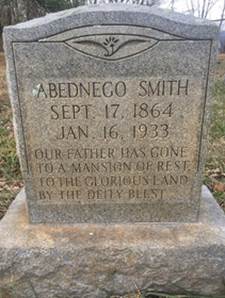 ABEDNEGO SMITH
SEPT. 17, 1864
JAN. 16, 1933
OUR FATHER HAS GONE
TO A MANSION OF REST
TO THE GLORIOUS LAND
BY THE DEITY BLEST